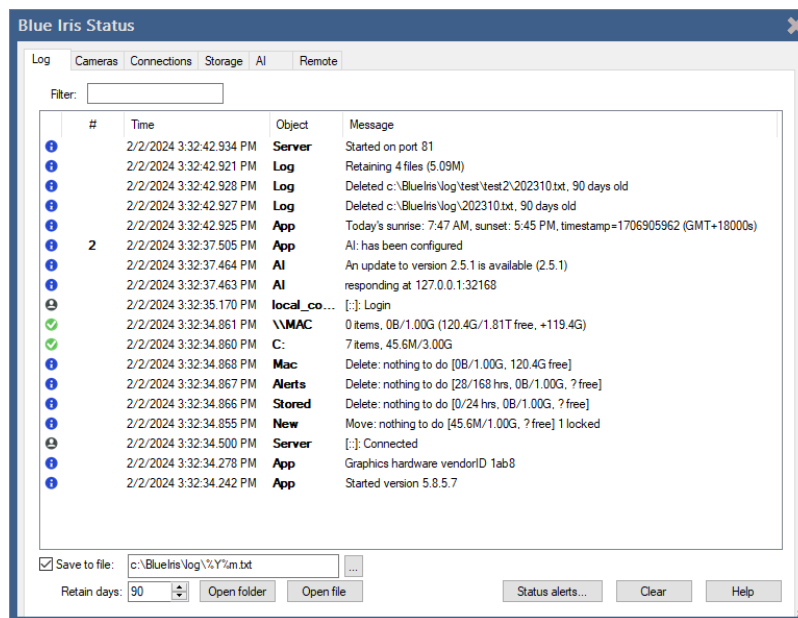 Blue Iris Status
Log Cameras Connections Storage AI Remote
Filter:
# Time Object Message
2/2/2024 3:32:42.934 PM Server Started on port 81
2/2/2024 3:32:42.921 PM Log Retaining 4 files (5.09M)
2/2/2024 3:32:42.928 PM Log Deleted c:\BlueIris\log\test\test2\202310.txt, 90 days old
2/2/2024 3:32:42.927 PM Log Deleted c:\BlueIris\log\202310.txt, 90 days old
2/2/2024 3:32:42.925 PM App Today's sunrise: 7:47 AM, sunset: 5:45 PM, timestamp=1706905962 (GMT+18000s)
2 2/2/2024 3:32:37.505 PM App AI: has been configured
2/2/2024 3:32:37.464 PM AI An update to version 2.5.1 is available (2.5.1)
2/2/2024 3:32:37.463 PM AI responding at 127.0.0.1:32168
2/2/2024 3:32:35.170 PM local_co... [::]: Login
2/2/2024 3:32:34.861 PM \\MAC 0 items, 0B/1.00G (120.4G/1.81T free, +119.4G)
2/2/2024 3:32:34.860 PM C: 7 items, 45.6M/3.00G
2/2/2024 3:32:34.868 PM Mac Delete: nothing to do [0B/1.00G, 120.4G free]
2/2/2024 3:32:34.867 PM Alerts Delete: nothing to do [28/168 hrs, 0B/1.00G, ? free]
2/2/2024 3:32:34.866 PM Stored Delete: nothing to do [0/24 hrs, 0B/1.00G, ? free]
2/2/2024 3:32:34.855 PM New Move: nothing to do [45.6M/1.00G, ? free] 1 locked
2/2/2024 3:32:34.500 PM Server [::]: Connected
2/2/2024 3:32:34.278 PM App Graphics hardware vendorID 1ab8
2/2/2024 3:32:34.242 PM App Started version 5.8.5.7
Save to file: c:\BlueIris\log\%Y%m.txt ...
Retain days: 90 Open folder Open file Status alerts... Clear Help